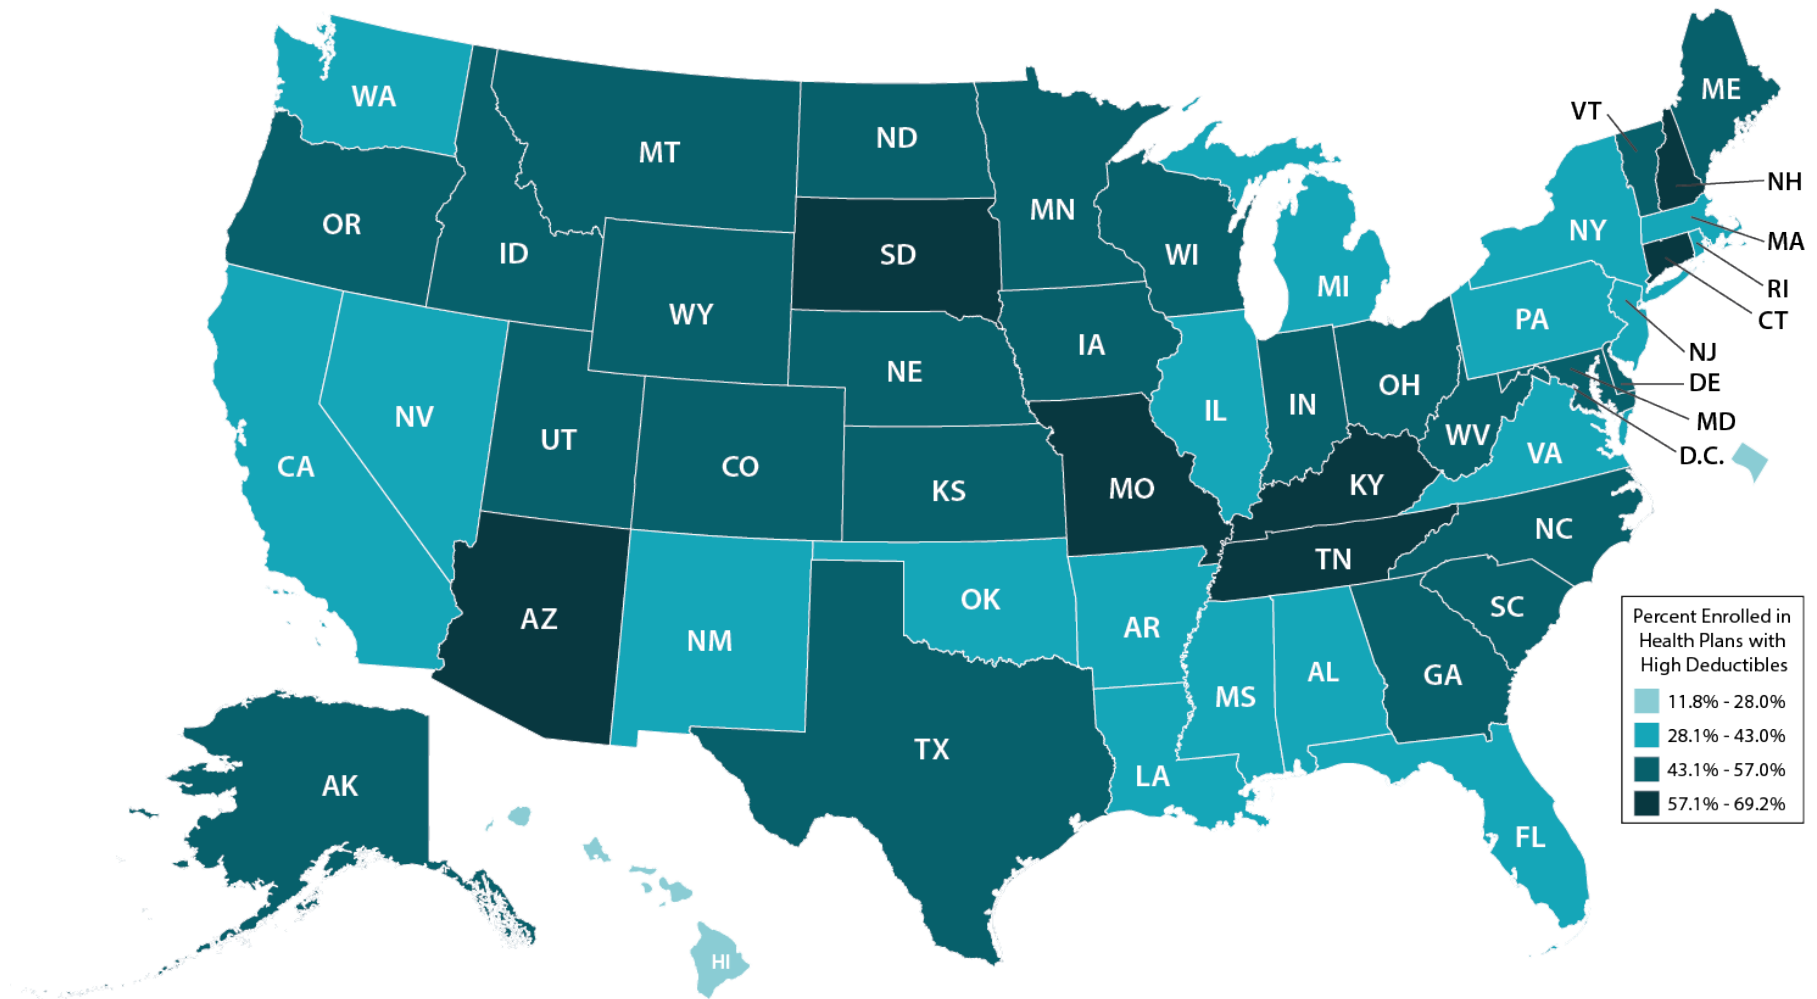 WA
MT
ND
MN
OR
ID
SD
WI
WY
MI
IA
NE
NV
UT
CO
CA
KS
MO
IL
IN
OH
KY
WV
VA
PA
NY
VT
ME
NH
MA
RI
CT
NJ
DE
MD
D.C.
NC
TN
SC
AZ
NM
OK
AR
MS
AL
GA
TX
LA
FL
AK
HI
Percent Enrolled in
Health Plans with
High Deductibles
11.8% - 28.0%
28.1% - 43.0%
43.1% - 57.0%
57.1% - 69.2%